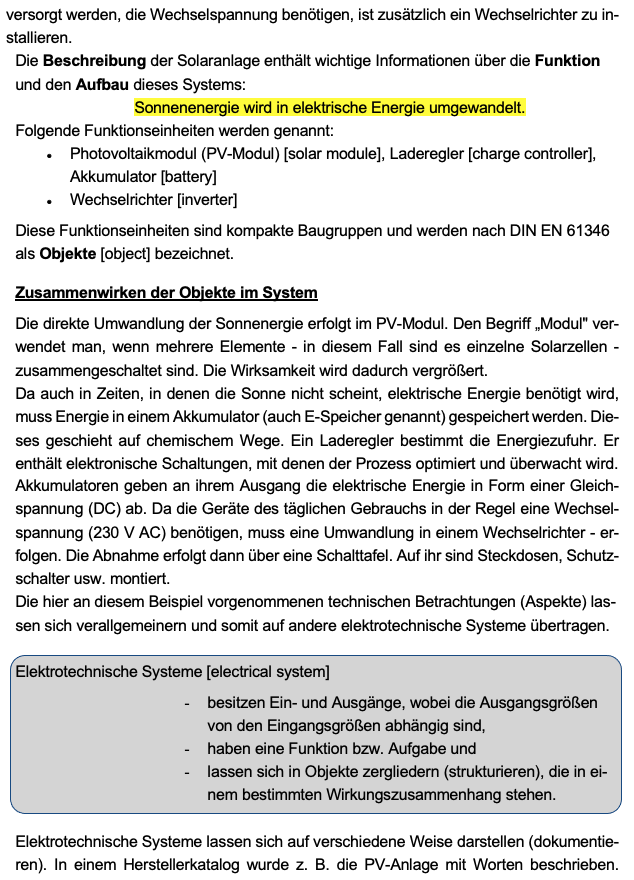 versorgt werden, die Wechselspannung benötigen, ist zusätzlich ein Wechselrichter zu in-
stallieren.
Die Beschreibung der Solaranlage enthält wichtige Informationen über die Funktion
und den Aufbau dieses Systems:
Sonnenenergie wird in elektrische Energie umgewandelt.
Folgende Funktionseinheiten werden genannt:
• Photovoltaikmodul (PV-Modul) [solar module], Laderegler [charge controller],
Akkumulator [battery]
• Wechselrichter [inverter]
Diese Funktionseinheiten sind kompakte Baugruppen und werden nach DIN EN 61346
als Objekte [object] bezeichnet.
Zusammenwirken der Objekte im System
Die direkte Umwandlung der Sonnenenergie erfolgt im PV-Modul. Den Begriff „Modul" ver-
wendet man, wenn mehrere Elemente - in diesem Fall sind es einzelne Solarzellen -
zusammengeschaltet sind. Die Wirksamkeit wird dadurch vergrößert.
Da auch in Zeiten, in denen die Sonne nicht scheint, elektrische Energie benötigt wird,
muss Energie in einem Akkumulator (auch E-Speicher genannt) gespeichert werden. Die-
ses geschieht auf chemischem Wege. Ein Laderegler bestimmt die Energiezufuhr. Er
enthält elektronische Schaltungen, mit denen der Prozess optimiert und überwacht wird.
Akkumulatoren geben an ihrem Ausgang die elektrische Energie in Form einer Gleich-
spannung (DC) ab. Da die Geräte des täglichen Gebrauchs in der Regel eine Wechsel-
spannung (230 V AC) benötigen, muss eine Umwandlung in einem Wechselrichter - er-
folgen. Die Abnahme erfolgt dann über eine Schalttafel. Auf ihr sind Steckdosen, Schutz-
schalter usw. montiert.
Die hier an diesem Beispiel vorgenommenen technischen Betrachtungen (Aspekte) las-
sen sich verallgemeinern und somit auf andere elektrotechnische Systeme übertragen.
Elektrotechnische Systeme [electrical system]
- besitzen Ein- und Ausgänge, wobei die Ausgangsgrößen
von den Eingangsgrößen abhängig sind,
- haben eine Funktion bzw. Aufgabe und
- lassen sich in Objekte zergliedern (strukturieren), die in ei-
nem bestimmten Wirkungszusammenhang stehen.
Elektrotechnische Systeme lassen sich auf verschiedene Weise darstellen (dokumentie-
ren). In einem Herstellerkatalog wurde z. B. die PV-Anlage mit Worten beschrieben.